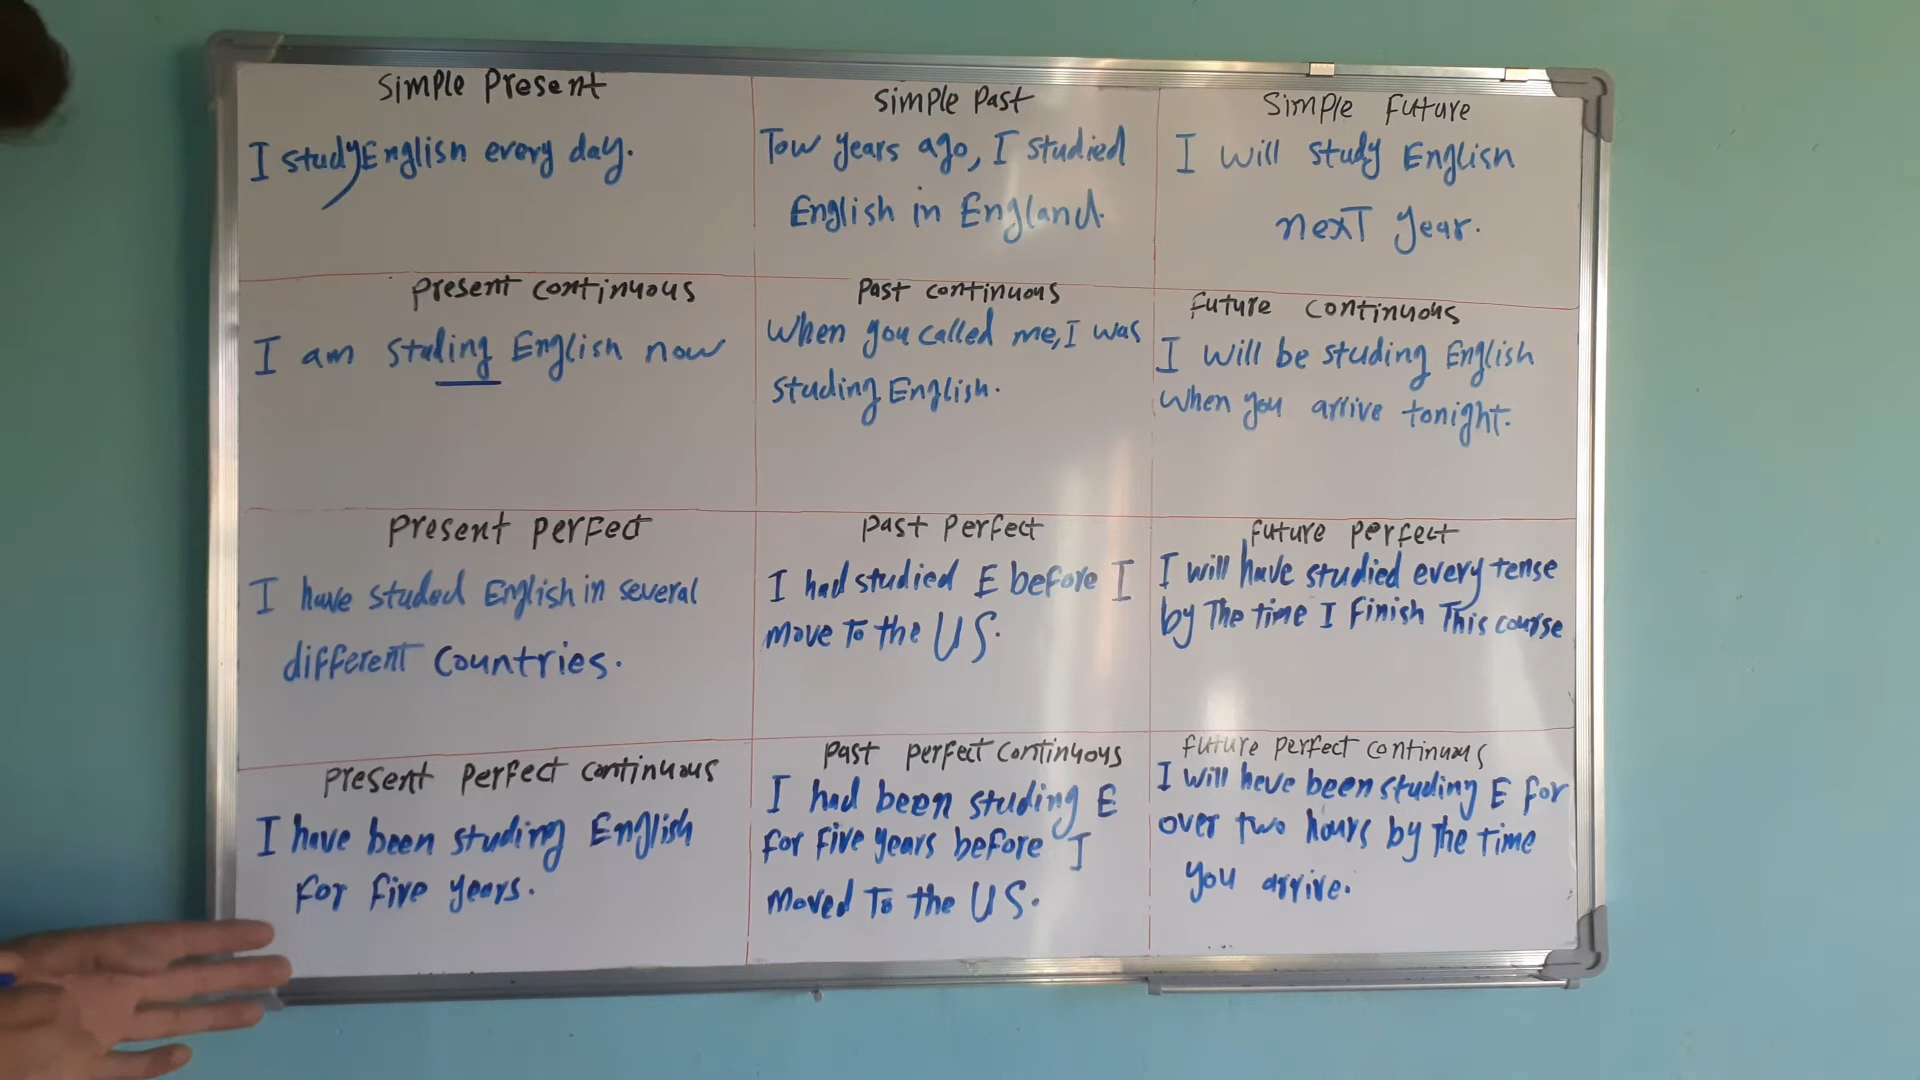 Simple Present
I study English every day.
Simple Past
Tow years ago, I studied
English in England.
Simple Future
I will study English
nexT year.
Present continuous
I am studing English now
Past continuous
When you called me, I was
studing English.
Future continuous
I will be studing English
when you arrive tonight.
Present perfect
I have studed English in several
different countries.
Past Perfect
I had studied E before I
move To the US.
Future perfect
I will have studied every tense
by The time I Finish This course
Present perfect continuous
I have been studing English
For five years.
Past perfect continuous
I had been studing E
for five years before I
moved To the US.
Future perfect continuous
I will heve been studing E for
over two hours by the time
you arrive.